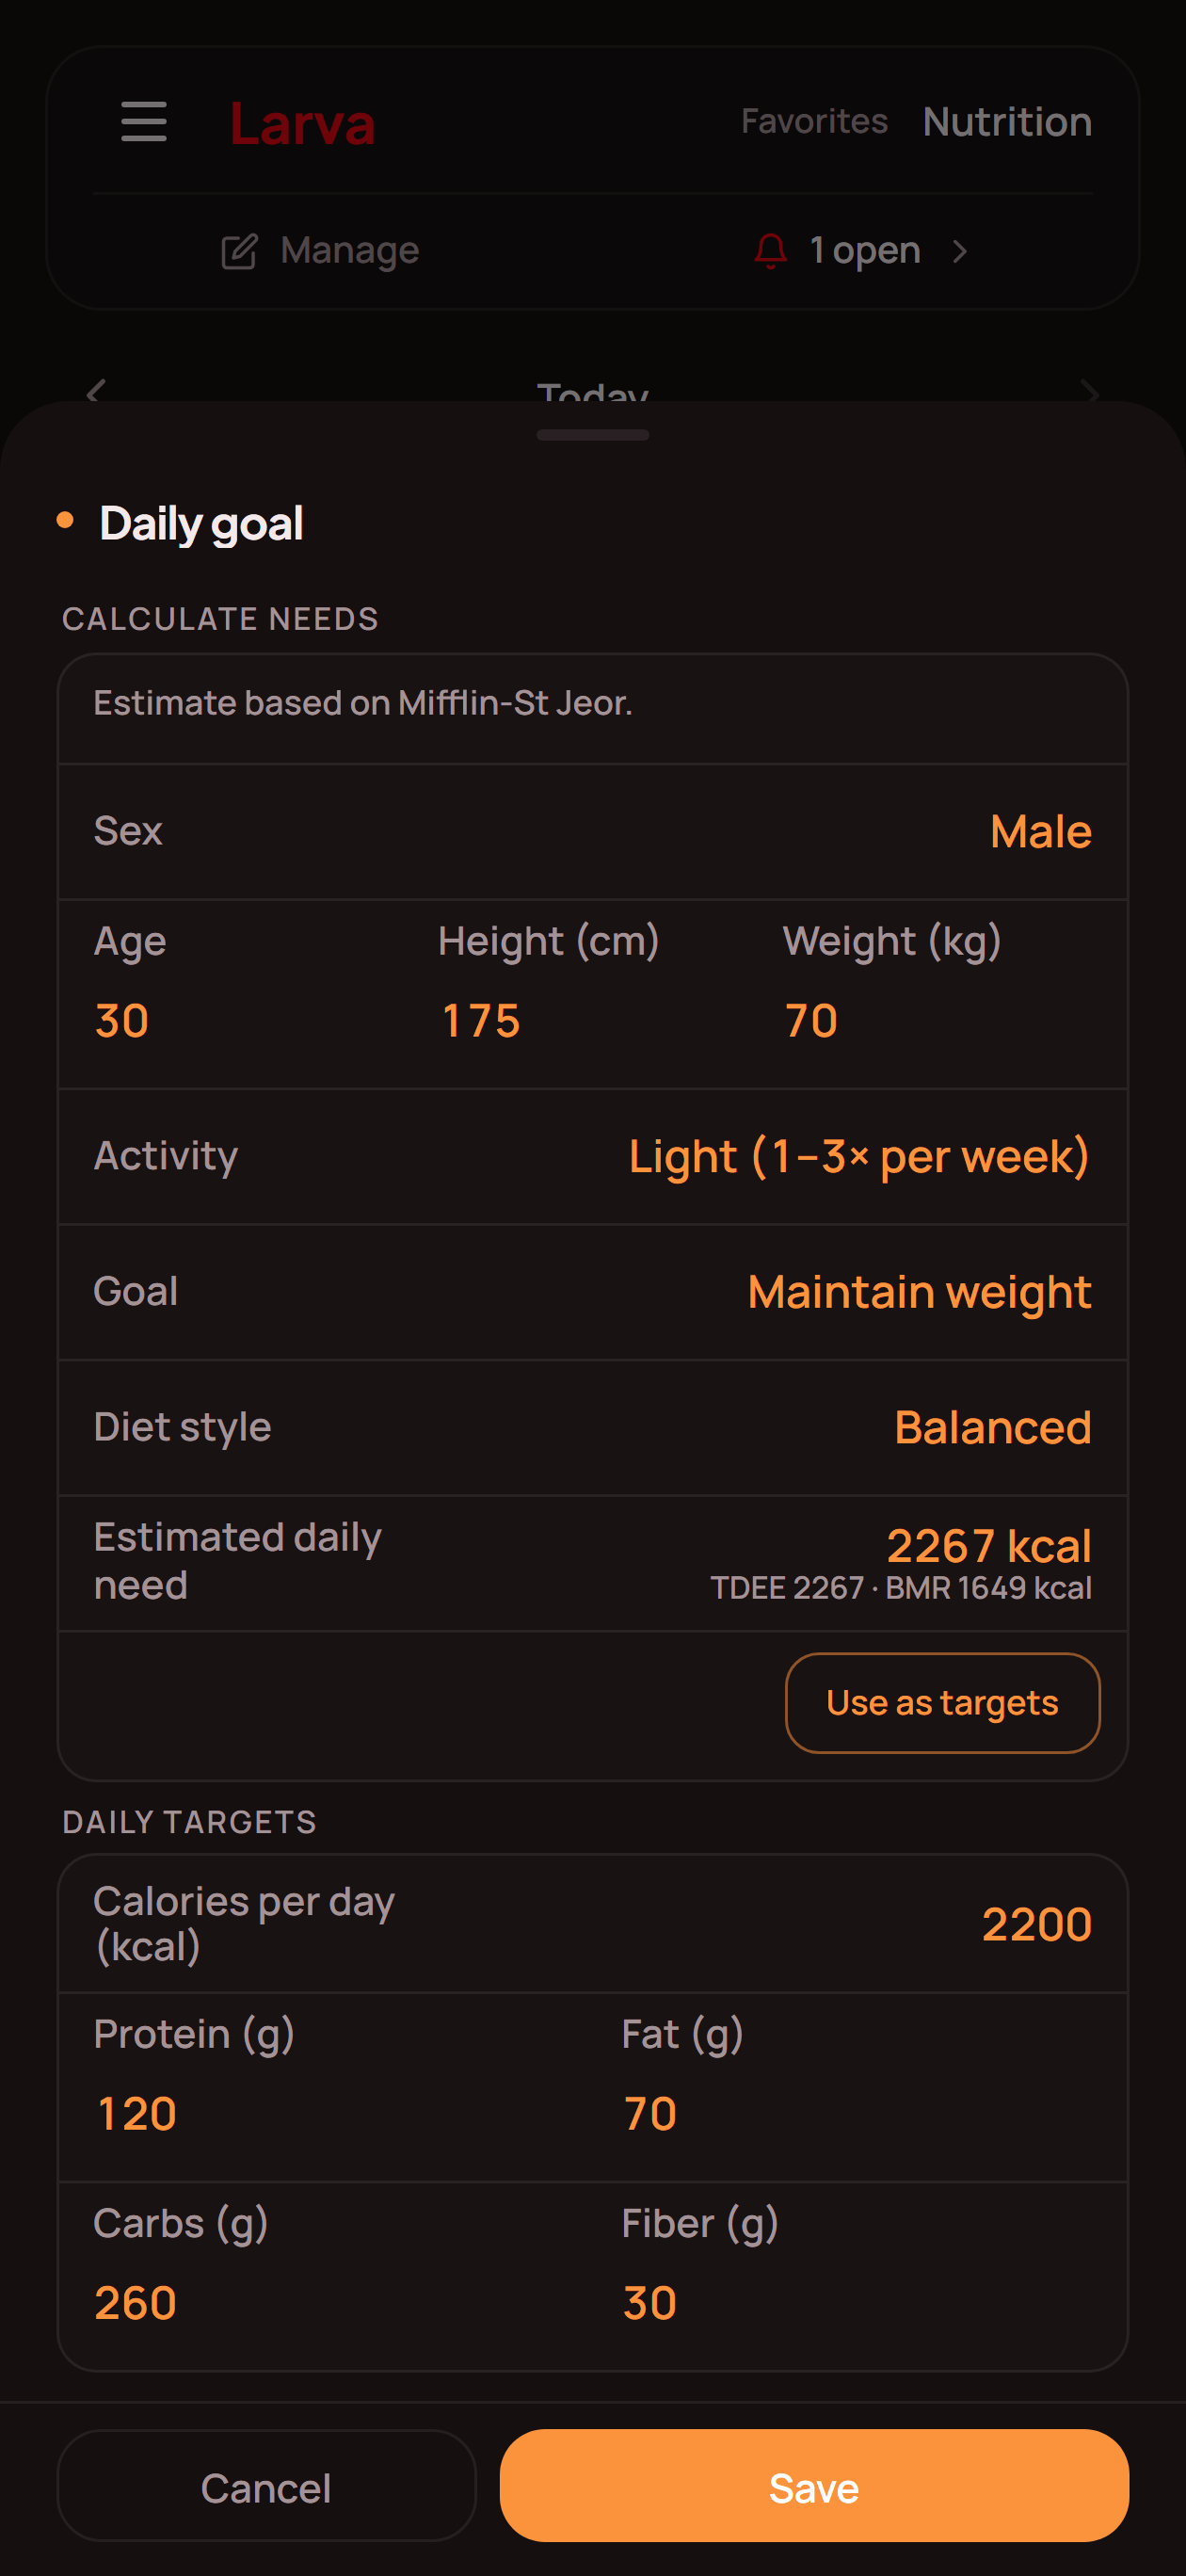 Larva
Favorites
Nutrition
Manage
1 open
Today
Daily goal
CALCULATE NEEDS
Estimate based on Mifflin-St Jeor.
Sex
Male
Age
Height (cm)
Weight (kg)
30
175
70
Activity
Light (1–3× per week)
Goal
Maintain weight
Diet style
Balanced
Estimated daily
need
2267 kcal
TDEE 2267 · BMR 1649 kcal
Use as targets
DAILY TARGETS
Calories per day
(kcal)
2200
Protein (g)
Fat (g)
120
70
Carbs (g)
Fiber (g)
260
30
Cancel
Save